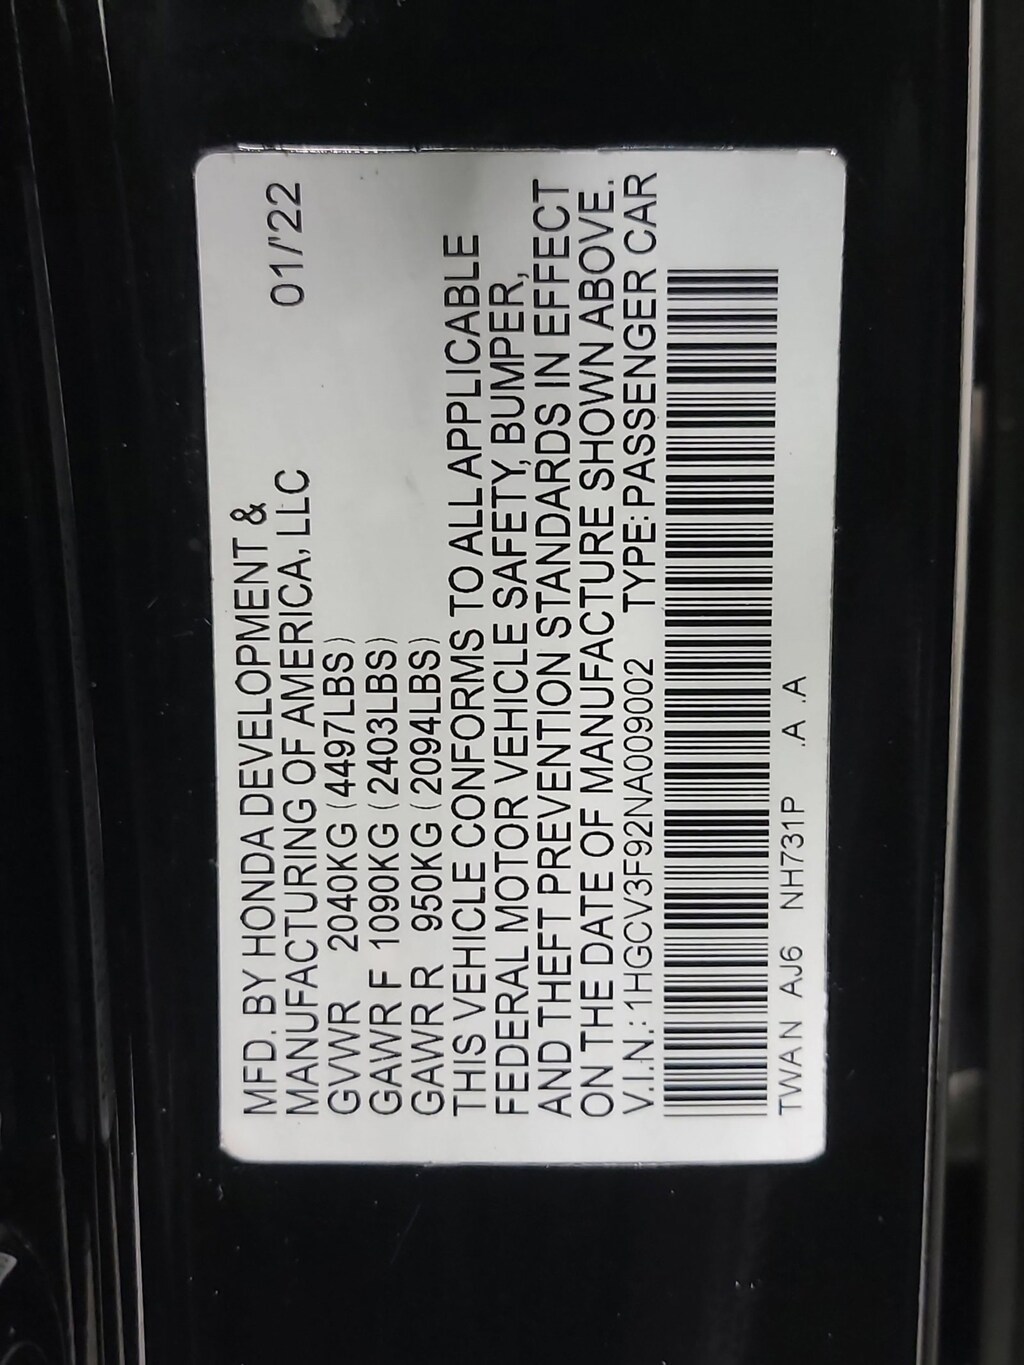 MFD. BY HONDA DEVELOPMENT &
MANUFACTURING OF AMERICA, LLC 01/'22
GVWR 2040KG (4497LBS)
GAWR F 1090KG (2403LBS)
GAWR R 950KG (2094LBS)
THIS VEHICLE CONFORMS TO ALL APPLICABLE
FEDERAL MOTOR VEHICLE SAFETY, BUMPER,
AND THEFT PREVENTION STANDARDS IN EFFECT
ON THE DATE OF MANUFACTURE SHOWN ABOVE.
V.I.N.: 1HGCV3F92NA009002 TYPE: PASSENGER CAR
TWAN AJ6 NH731P .A .A